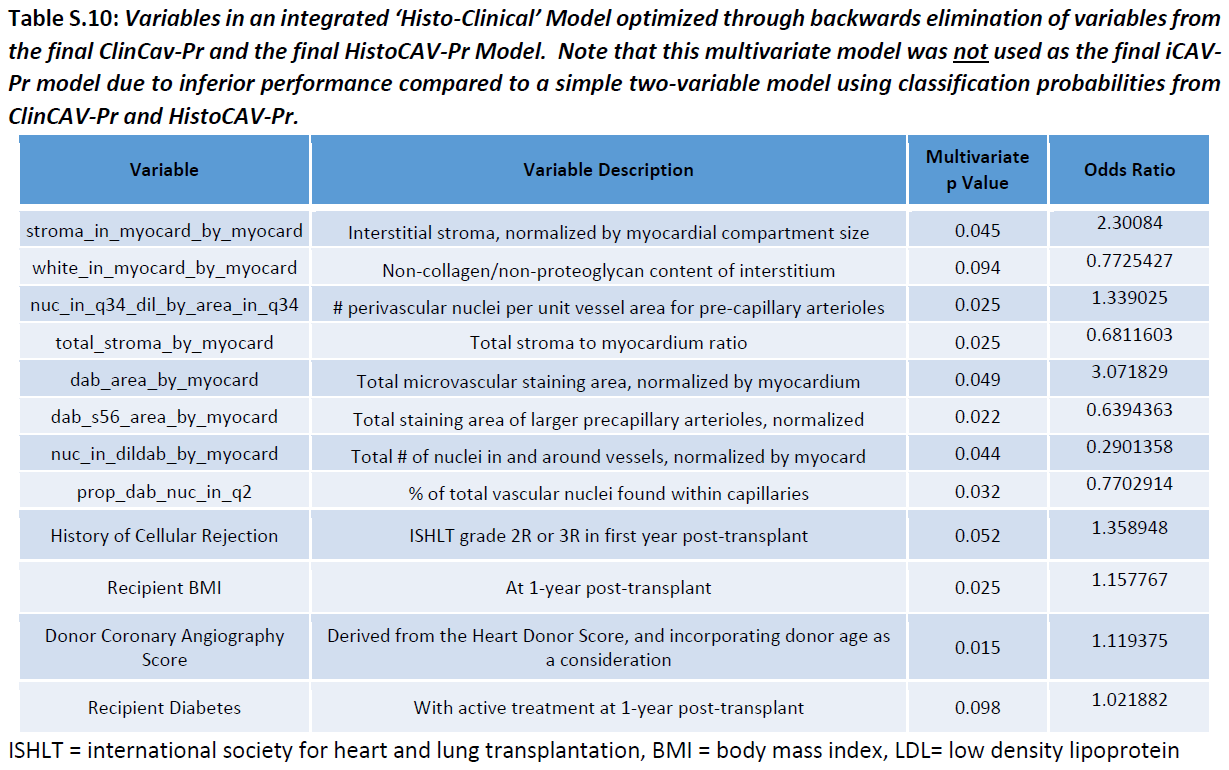 Table S.10: Variables in an integrated ‘Histo-Clinical’ Model optimized through backwards elimination of variables from
the final ClinCav-Pr and the final HistoCAV-Pr Model.  Note that this multivariate model was not used as the final iCAV-
Pr model due to inferior performance compared to a simple two-variable model using classification probabilities from
ClinCAV-Pr and HistoCAV-Pr.
Variable Variable Description Multivariate p Value Odds Ratio
stroma_in_myocard_by_myocard Interstitial stroma, normalized by myocardial compartment size 0.045 2.30084
white_in_myocard_by_myocard Non-collagen/non-proteoglycan content of interstitium 0.094 0.7725427
nuc_in_q34_dil_by_area_in_q34 # perivascular nuclei per unit vessel area for pre-capillary arterioles 0.025 1.339025
total_stroma_by_myocard Total stroma to myocardium ratio 0.025 0.6811603
dab_area_by_myocard Total microvascular staining area, normalized by myocardium 0.049 3.071829
dab_s56_area_by_myocard Total staining area of larger precapillary arterioles, normalized 0.022 0.6394363
nuc_in_dildab_by_myocard Total # of nuclei in and around vessels, normalized by myocard 0.044 0.2901358
prop_dab_nuc_in_q2 % of total vascular nuclei found within capillaries 0.032 0.7702914
History of Cellular Rejection ISHLT grade 2R or 3R in first year post-transplant 0.052 1.358948
Recipient BMI At 1-year post-transplant 0.025 1.157767
Donor Coronary Angiography Score Derived from the Heart Donor Score, and incorporating donor age as a consideration 0.015 1.119375
Recipient Diabetes With active treatment at 1-year post-transplant 0.098 1.021882
ISHLT = international society for heart and lung transplantation, BMI = body mass index, LDL= low density lipoprotein